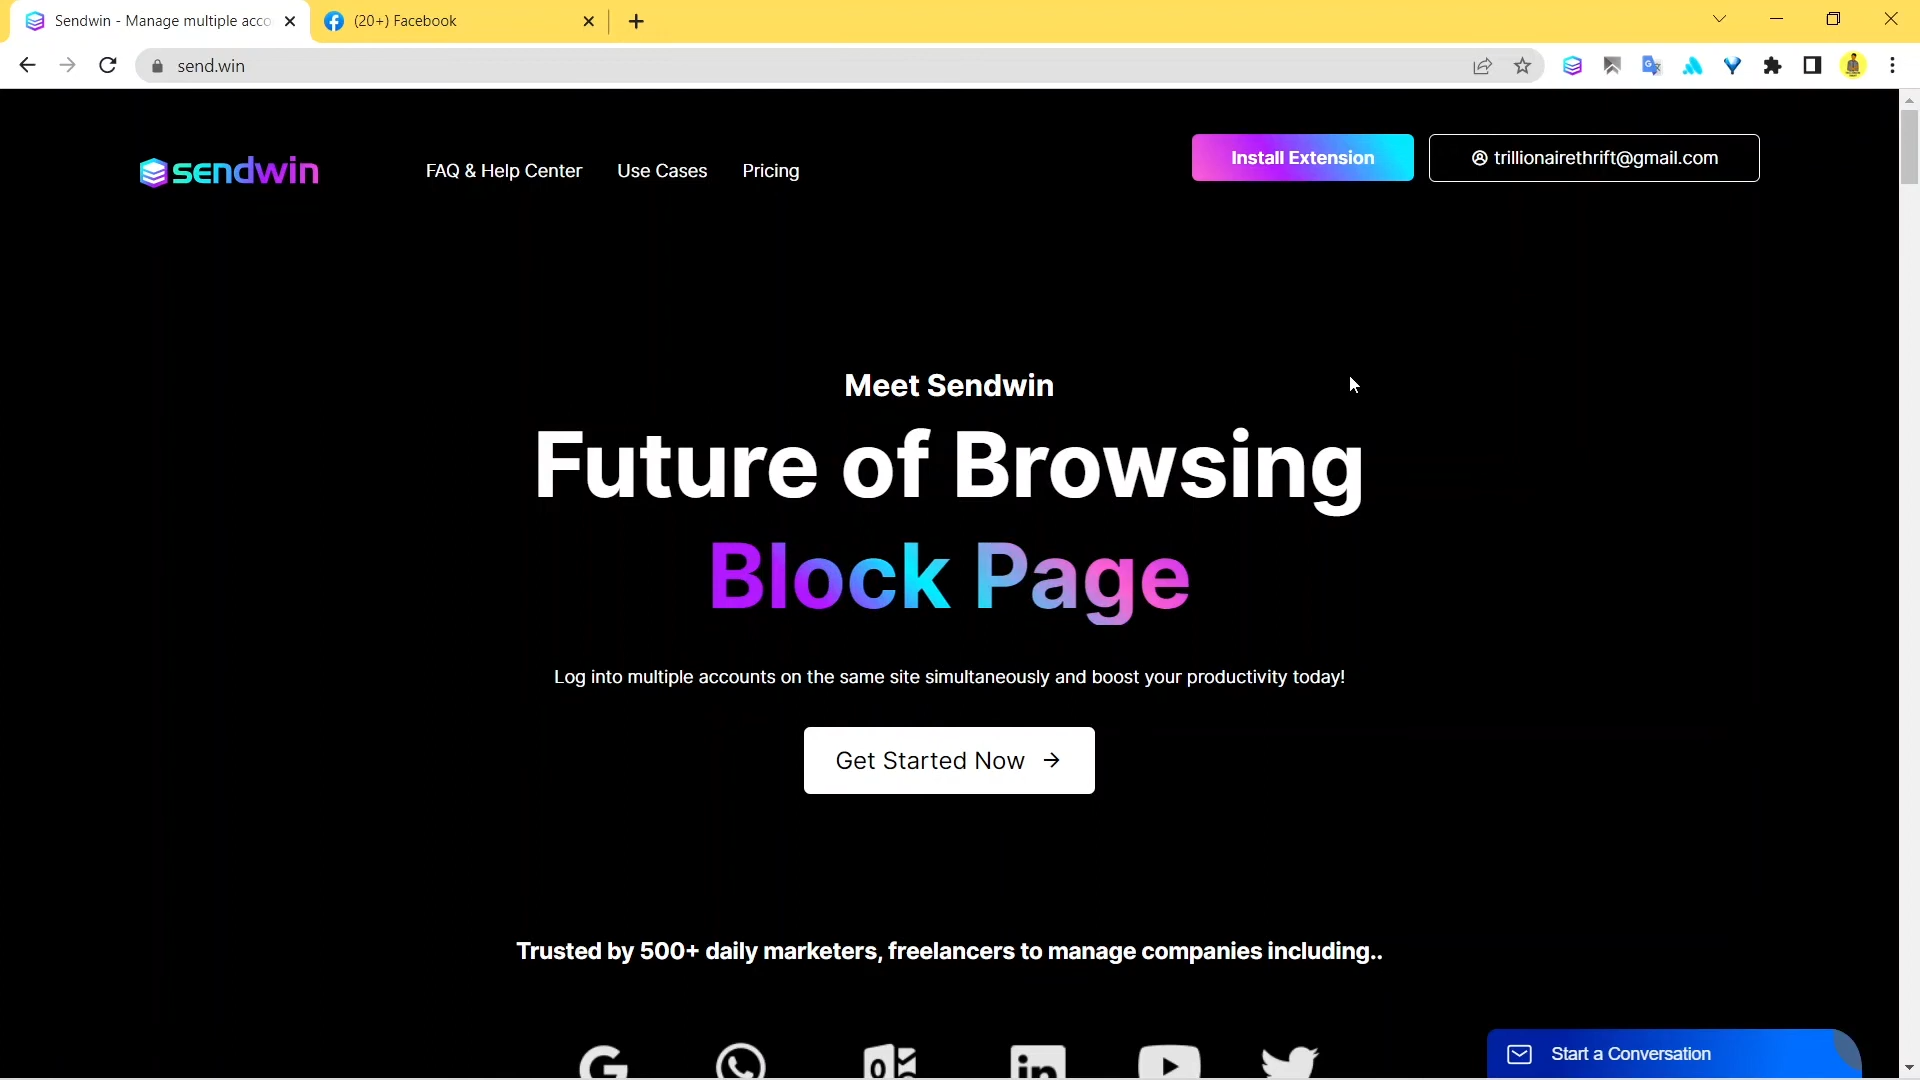 Sendwin - Manage multiple acco
(20+) Facebook
send.win
sendwin
FAQ & Help Center
Use Cases
Pricing
Install Extension
trillionairethrift@gmail.com
Meet Sendwin
Future of Browsing
Block Page
Log into multiple accounts on the same site simultaneously and boost your productivity today!
Get Started Now →
Trusted by 500+ daily marketers, freelancers to manage companies including..
Start a Conversation